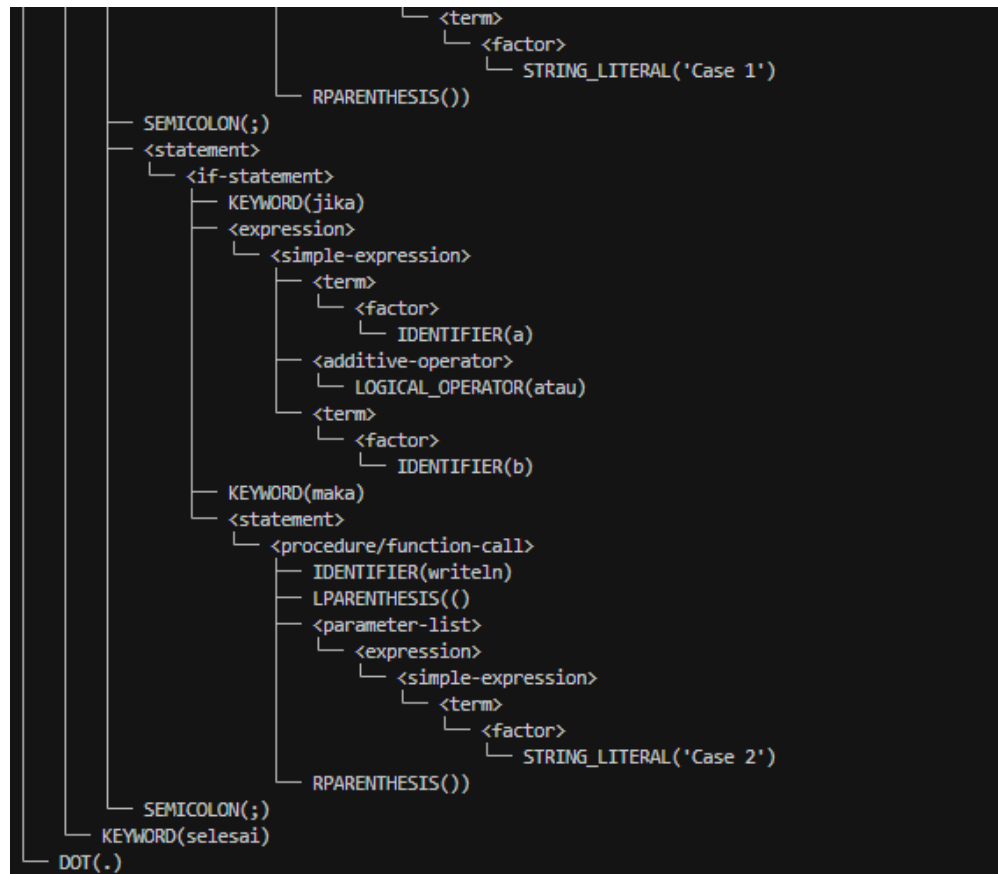 <term>
<factor>
STRING_LITERAL('Case 1')
RPARENTHESIS())
SEMICOLON(;)
<statement>
<if-statement>
KEYWORD(jika)
<expression>
<simple-expression>
<term>
<factor>
IDENTIFIER(a)
<additive-operator>
LOGICAL_OPERATOR(atau)
<term>
<factor>
IDENTIFIER(b)
KEYWORD(maka)
<statement>
<procedure/function-call>
IDENTIFIER(writeln)
LPARENTHESIS(()
<parameter-list>
<expression>
<simple-expression>
<term>
<factor>
STRING_LITERAL('Case 2')
RPARENTHESIS())
SEMICOLON(;)
KEYWORD(selesai)
DOT(.)